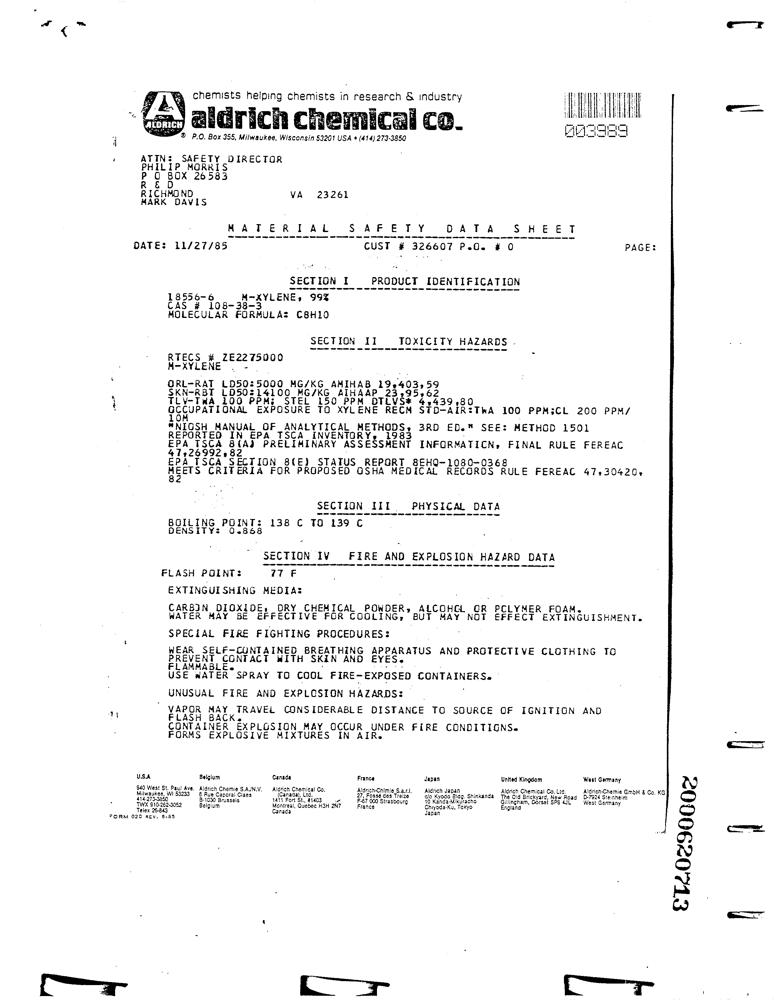 chemists helping chemists in research & industry
aldrich chemical co.
ALDRICH
® P.O. Box 355, Milwaukee, Wisconsin 53201 USA • (414) 273-3850
003989
ATTN: SAFETY DIRECTOR
PHILIP MORRIS
P O BOX 26583
R & D
RICHMOND VA 23261
MARK DAVIS
MATERIAL SAFETY DATA SHEET
DATE: 11/27/85 CUST # 326607 P.O. # 0 PAGE:
SECTION I PRODUCT IDENTIFICATION
18556-6 M-XYLENE, 99%
CAS # 108-38-3
MOLECULAR FORMULA: C8H10
SECTION II TOXICITY HAZARDS
RTECS # ZE2275000
M-XYLENE
ORL-RAT LD50:5000 MG/KG AMIHAB 19,403,59
SKN-RBT LD50:14100 MG/KG AIHAAP 23,95,62
TLV-TWA 100 PPM; STEL 150 PPM DTLVS* 4,439,80
OCCUPATIONAL EXPOSURE TO XYLENE RECM STD-AIR:TWA 100 PPM;CL 200 PPM/
10M
"NIOSH MANUAL OF ANALYTICAL METHODS, 3RD ED." SEE: METHOD 1501
REPORTED IN EPA TSCA INVENTORY, 1983
EPA TSCA 8(A) PRELIMINARY ASSESSMENT INFORMATION, FINAL RULE FEREAC
47,26992,82
EPA TSCA SECTION 8(E) STATUS REPORT 8EHQ-1080-0368
MEETS CRITERIA FOR PROPOSED OSHA MEDICAL RECORDS RULE FEREAC 47,30420,
82
SECTION III PHYSICAL DATA
BOILING POINT: 138 C TO 139 C
DENSITY: 0.868
SECTION IV FIRE AND EXPLOSION HAZARD DATA
FLASH POINT: 77 F
EXTINGUISHING MEDIA:
CARBON DIOXIDE, DRY CHEMICAL POWDER, ALCOHOL OR POLYMER FOAM.
WATER MAY BE EFFECTIVE FOR COOLING, BUT MAY NOT EFFECT EXTINGUISHMENT.
SPECIAL FIRE FIGHTING PROCEDURES:
WEAR SELF-CONTAINED BREATHING APPARATUS AND PROTECTIVE CLOTHING TO
PREVENT CONTACT WITH SKIN AND EYES.
FLAMMABLE.
USE WATER SPRAY TO COOL FIRE-EXPOSED CONTAINERS.
UNUSUAL FIRE AND EXPLOSION HAZARDS:
VAPOR MAY TRAVEL CONSIDERABLE DISTANCE TO SOURCE OF IGNITION AND
FLASH BACK.
CONTAINER EXPLOSION MAY OCCUR UNDER FIRE CONDITIONS.
FORMS EXPLOSIVE MIXTURES IN AIR.
U.S.A Belgium Canada France Japan United Kingdom West Germany
940 West St. Paul Ave. Aldrich Chemie S.A./N.V. Aldrich Chemical Co. Aldrich-Chimie S.a.r.l. Aldrich Japan Aldrich Chemical Co. Ltd. Aldrich-Chemie GmbH & Co. KG
Milwaukee, WI 53233 8 Rue Caporal Claes (Canada), Ltd. 27, Fosse des Treize c/o Kyodo Bldg. Shinkanda The Old Brickyard, New Road D-7924 Steinheim
414-273-3850 B-1030 Brussels 1411 Fort St., #1403 F-67 000 Strasbourg 10 Kanda-Mikuracho Gillingham, Dorset SP8 4JL West Germany
TWX 910-262-3052 Belgium Montreal, Quebec H3H 2N7 France Chiyoda-Ku, Tokyo England
Telex 26-843 Canada Japan
FORM 020 REV. 6-85
2000620713